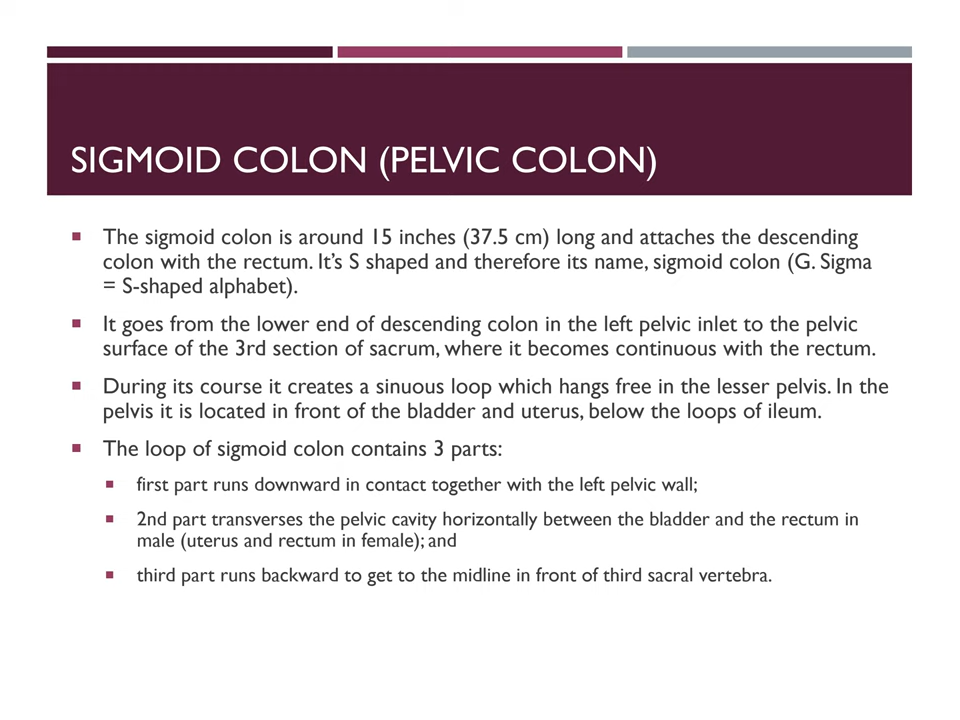 SIGMOID COLON (PELVIC COLON)
The sigmoid colon is around 15 inches (37.5 cm) long and attaches the descending
colon with the rectum. It's S shaped and therefore its name, sigmoid colon (G. Sigma
= S-shaped alphabet).
It goes from the lower end of descending colon in the left pelvic inlet to the pelvic
surface of the 3rd section of sacrum, where it becomes continuous with the rectum.
During its course it creates a sinuous loop which hangs free in the lesser pelvis. In the
pelvis it is located in front of the bladder and uterus, below the loops of ileum.
The loop of sigmoid colon contains 3 parts:
first part runs downward in contact together with the left pelvic wall;
2nd part transverses the pelvic cavity horizontally between the bladder and the rectum in
male (uterus and rectum in female); and
third part runs backward to get to the midline in front of third sacral vertebra.